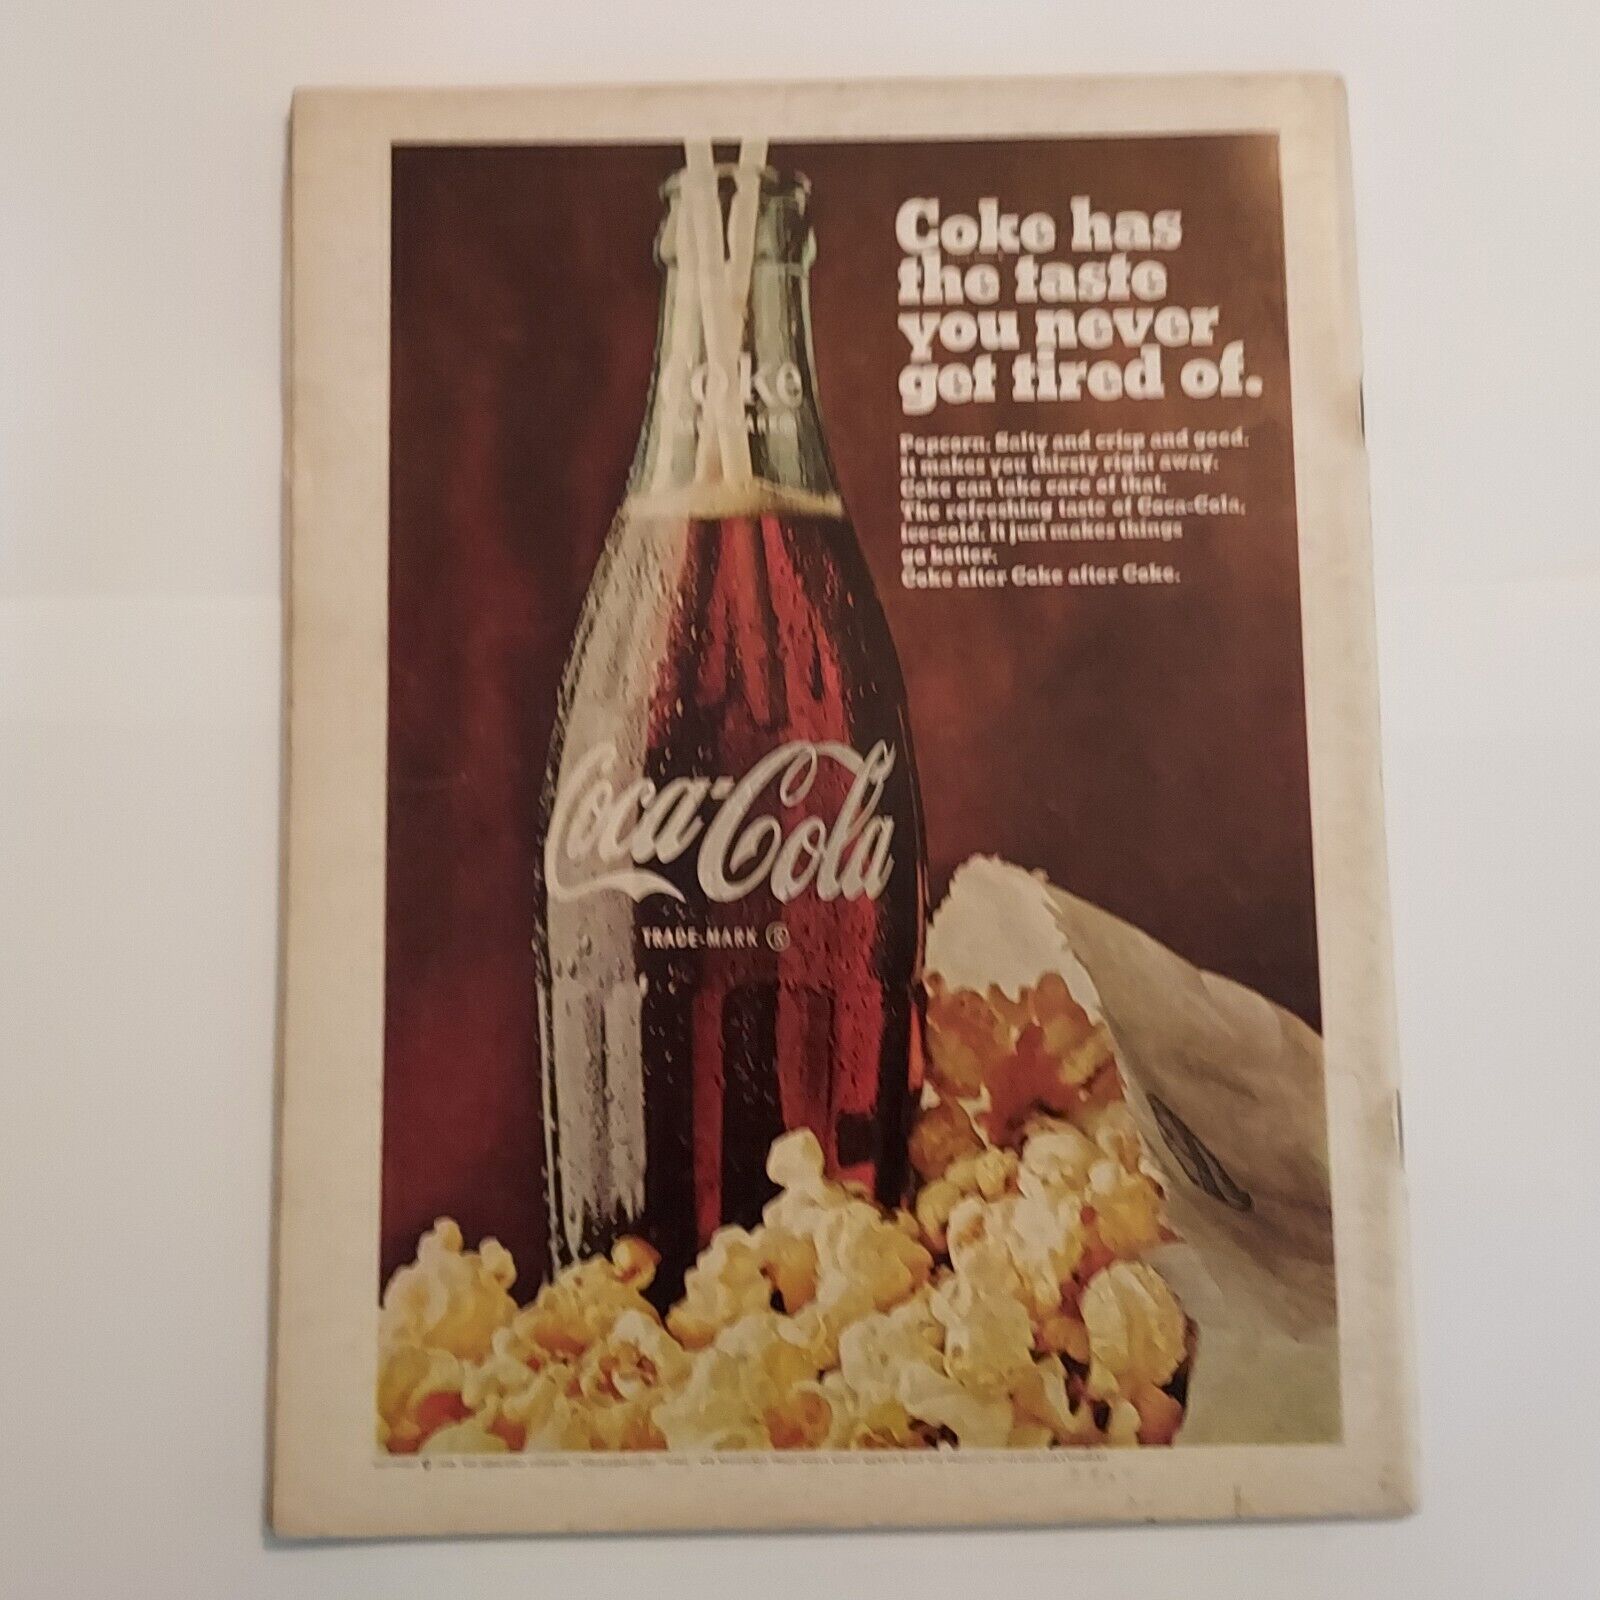 Coke has
the taste
you never
get tired of.
Popcorn. Salty and crisp and good.
It makes you thirsty right away.
Coke can take care of that.
The refreshing taste of Coca-Cola.
Ice-cold. It just makes things
go better.
Coke after Coke after Coke.
Coke
Coca-Cola
TRADE-MARK ®